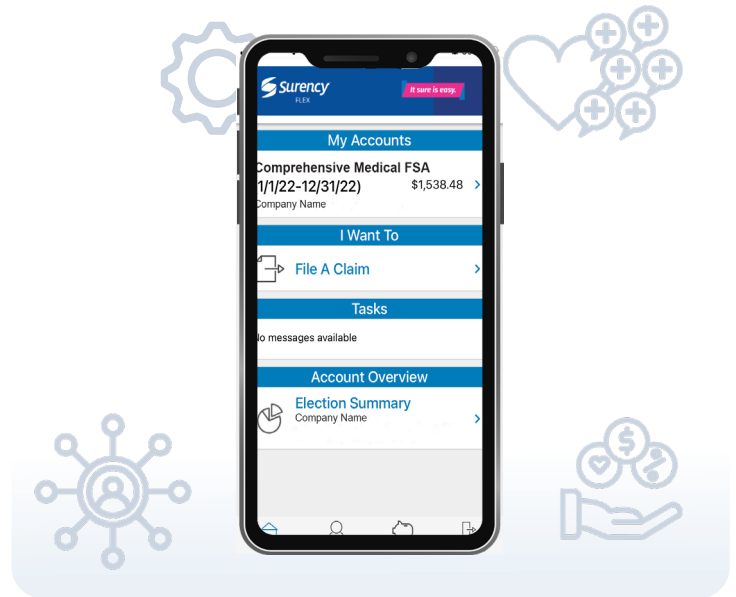 Surency
FLEX
It sure is easy.
My Accounts
Comprehensive Medical FSA
1/1/22-12/31/22) $1,538.48
Company Name
I Want To
File A Claim
Tasks
No messages available
Account Overview
Election Summary
Company Name